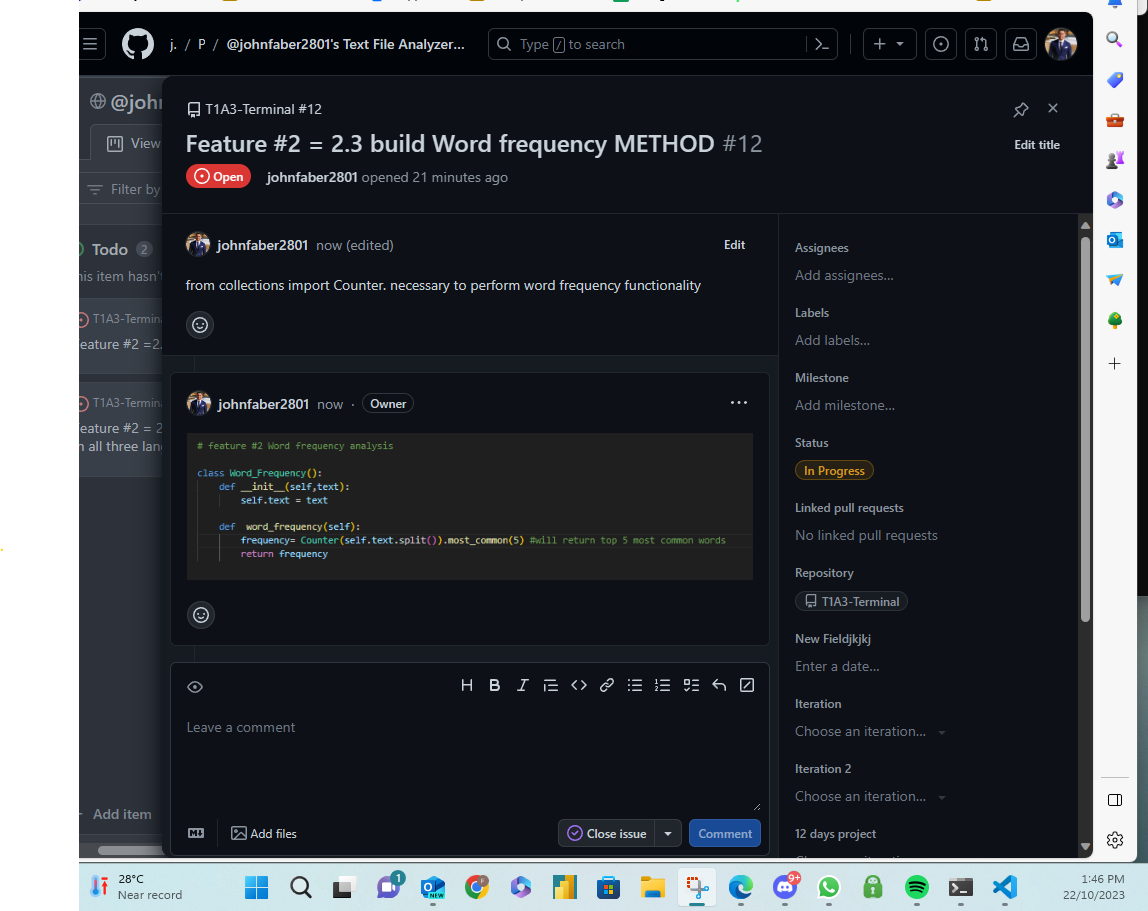 j. / P / @johnfaber2801's Text File Analyzer...
Type / to search
@joh
View
Filter by
Todo 2
his item hasn't
T1A3-Termin
eature #2 =2.
T1A3-Termin
eature #2 = 2
n all three lan
Add item
T1A3-Terminal #12
Feature #2 = 2.3 build Word frequency METHOD #12
Edit title
Open
johnfaber2801 opened 21 minutes ago
johnfaber2801 now (edited)
Edit
from collections import Counter. necessary to perform word frequency functionality
johnfaber2801 now · Owner
# feature #2 Word frequency analysis
class Word_Frequency():
def __init__(self,text):
self.text = text
def word_frequency(self):
frequency= Counter(self.text.split()).most_common(5) #will return top 5 most common words
return frequency
H B I
Leave a comment
Add files
Close issue
Comment
Assignees
Add assignees...
Labels
Add labels...
Milestone
Add milestone...
Status
In Progress
Linked pull requests
No linked pull requests
Repository
T1A3-Terminal
New Fieldjkjkj
Enter a date...
Iteration
Choose an iteration...
Iteration 2
Choose an iteration...
12 days project
28°C
Near record
1
NEW
9+
1:46 PM
22/10/2023